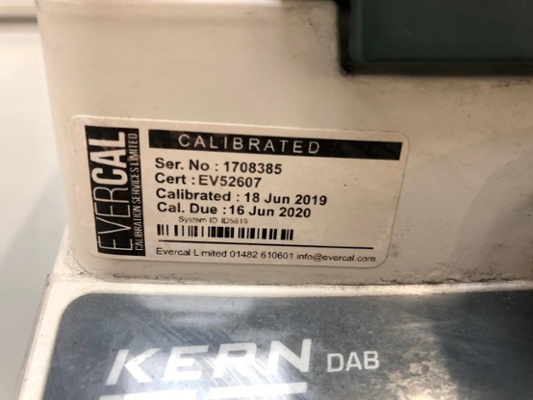 EVERCAL
CALIBRATION SERVICES LIMITED
CALIBRATED
Ser. No : 1708385
Cert : EV52607
Calibrated : 18 Jun 2019
Cal. Due : 16 Jun 2020
System ID ID5819
Evercal Limited 01482 610601 info@evercal.com
KERN DAB